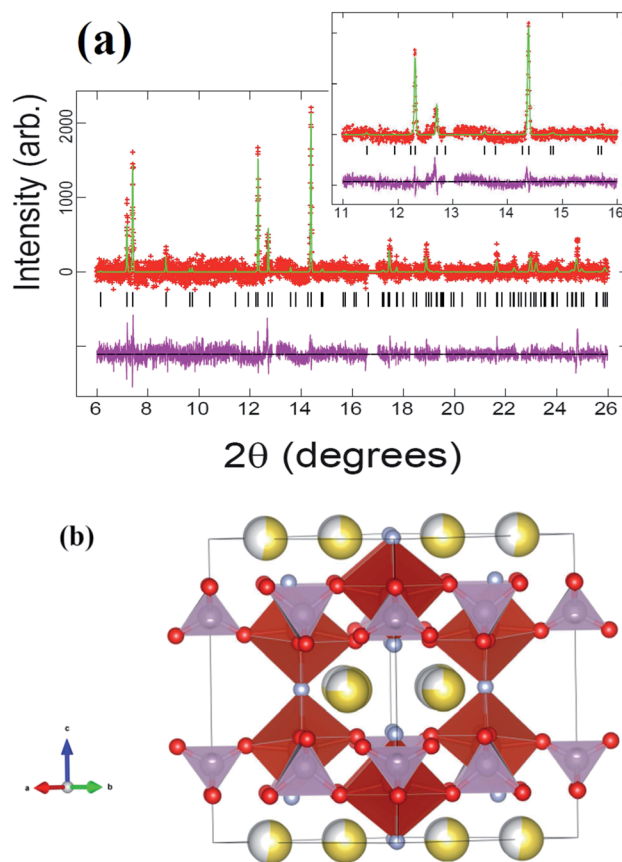 (a)
Intensity (arb.)
2000
1000
0
11 12 13 14 15 16
6 8 10 12 14 16 18 20 22 24 26
2θ (degrees)
(b)
c
a b